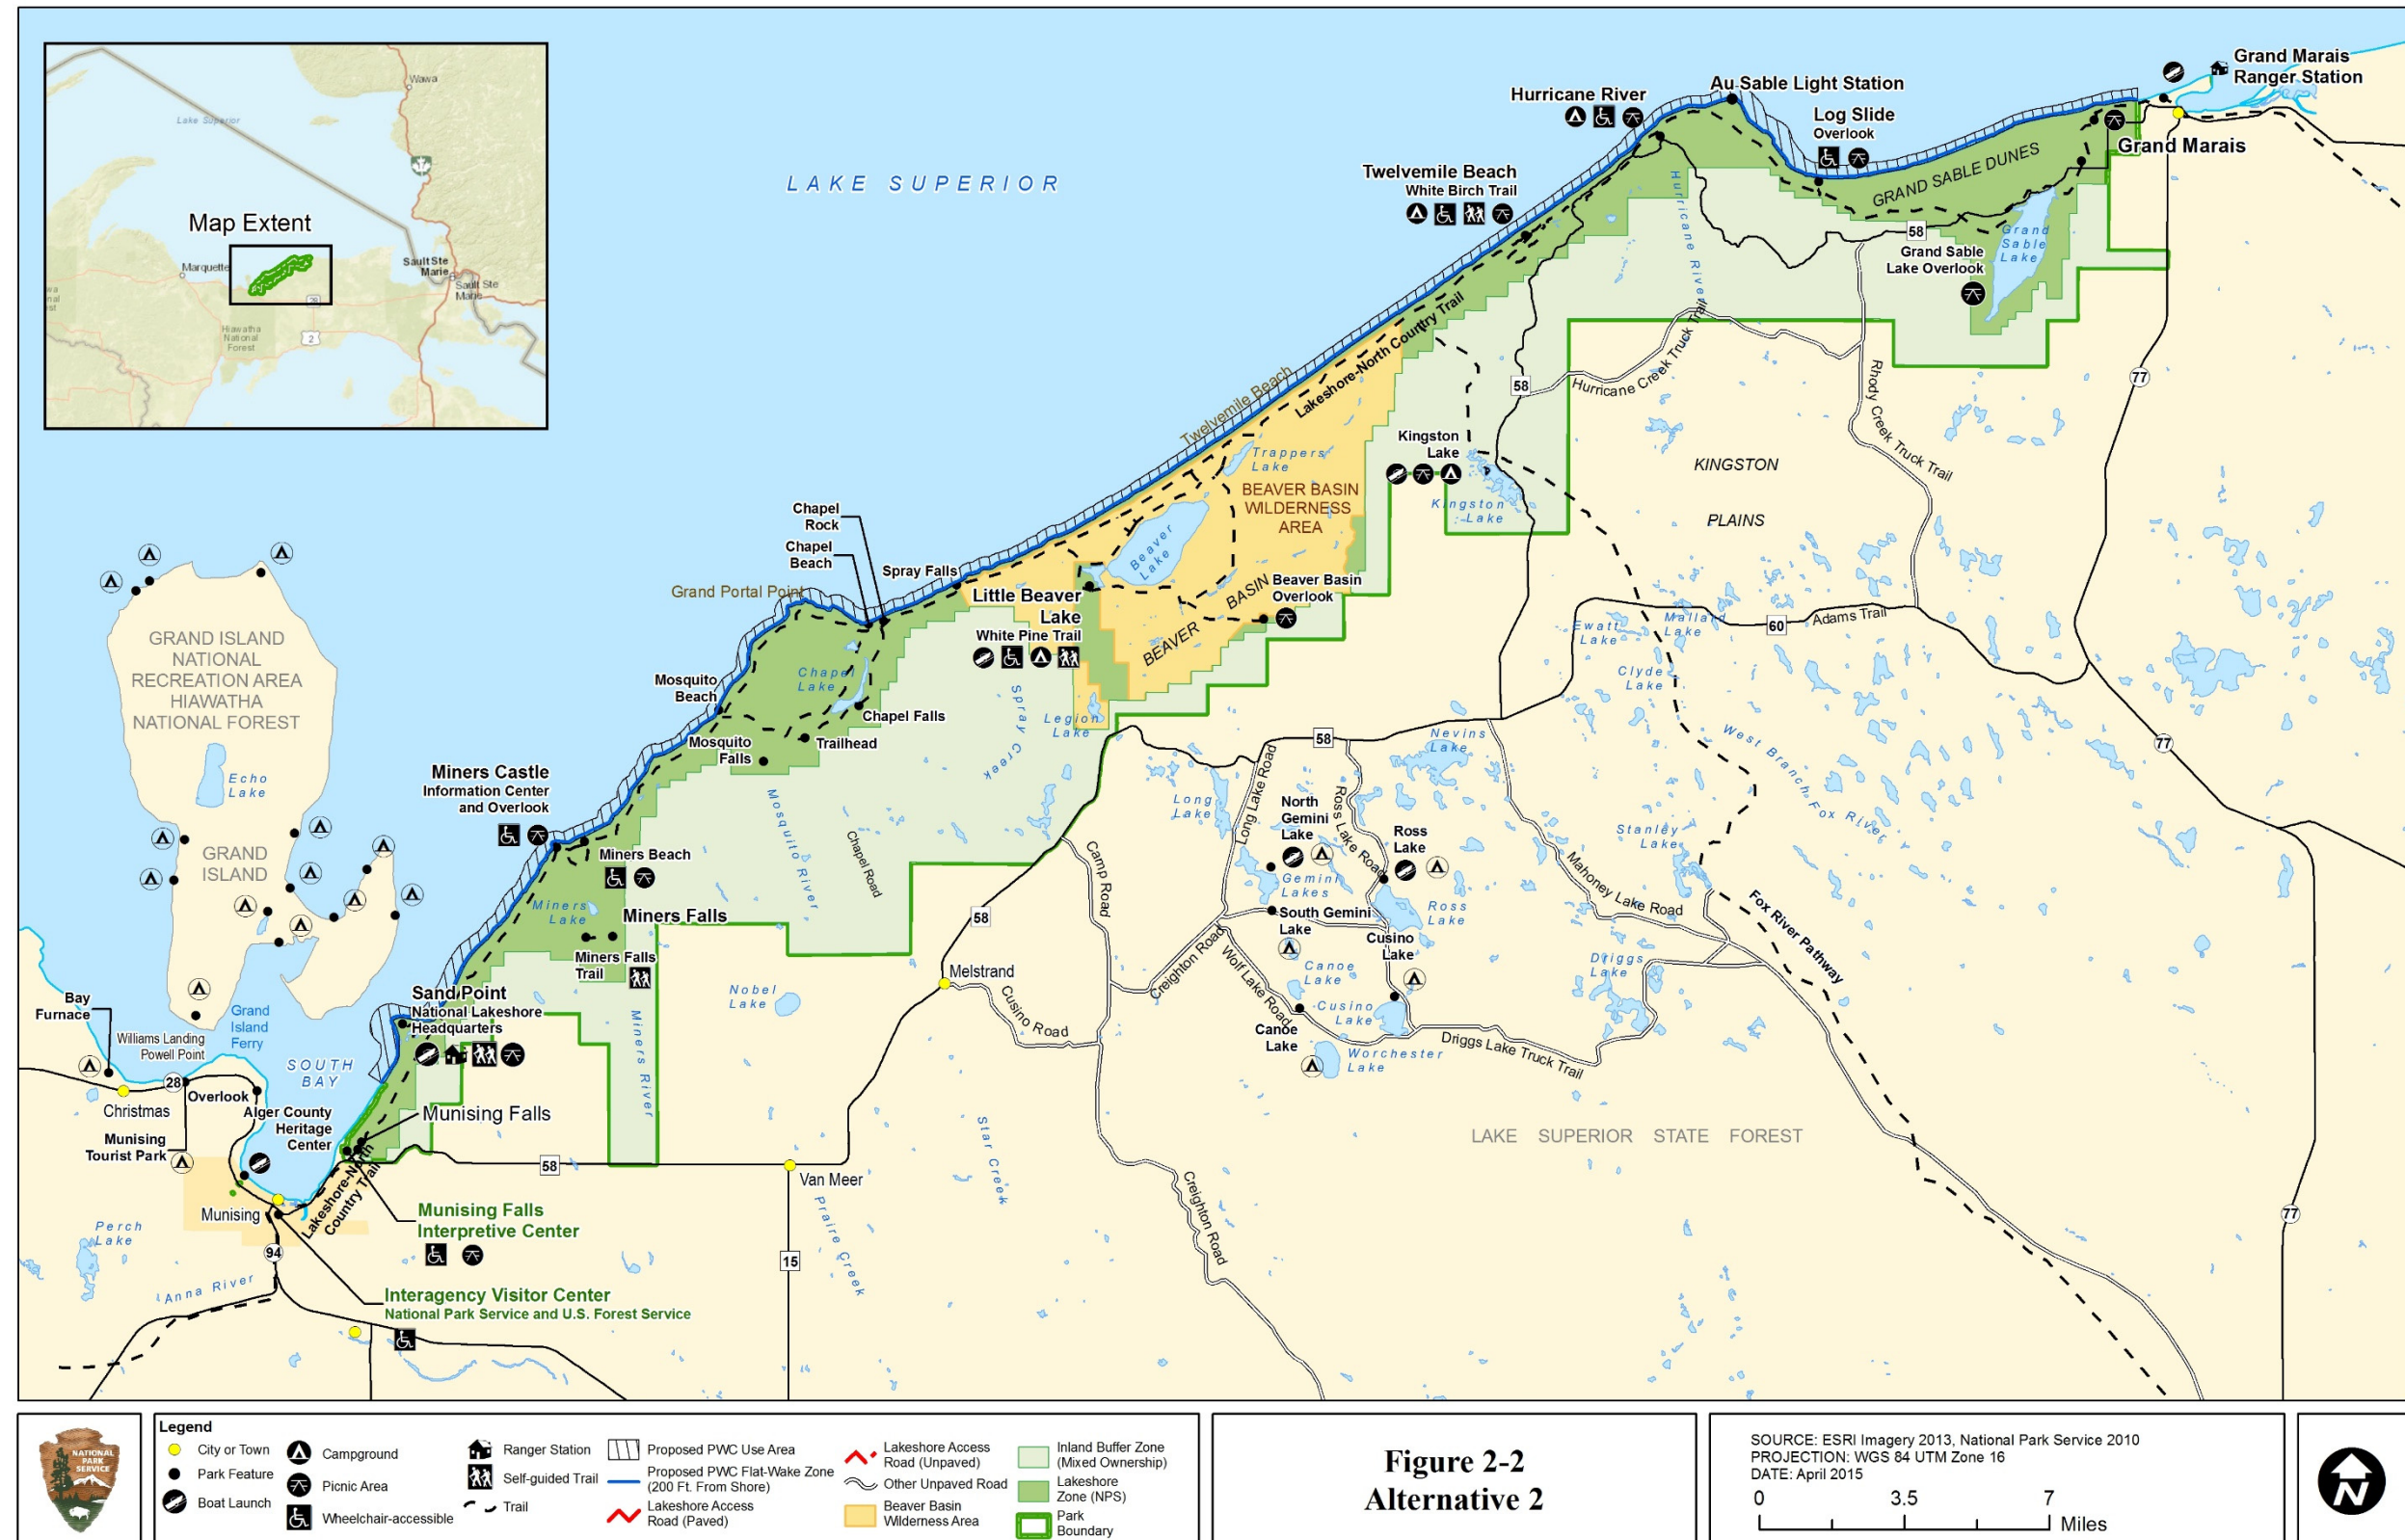 Wawa
Lake Superior
Map Extent
Marquette
Sault Ste
Marie
Sault Ste
Marie
28
Hiawatha
National
Forest
2
LAKE SUPERIOR
Grand Marais
Ranger Station
Au Sable Light Station
Hurricane River
Log Slide
Overlook
Grand Marais
GRAND SABLE DUNES
Twelvemile Beach
White Birch Trail
Hurricane River
58
Grand
Sable
Lake
Grand Sable
Lake Overlook
Lakeshore-North Country Trail
Twelvemile Beach
58
Hurricane Creek Truck Trail
Rhody Creek Truck Trail
77
Kingston
Lake
Trappers
Lake
BEAVER BASIN
WILDERNESS
AREA
Kingston
Lake
KINGSTON
PLAINS
Chapel
Rock
Chapel
Beach
Spray Falls
Beaver
Lake
Grand Portal Point
Little Beaver
Lake
White Pine Trail
BEAVER BASIN
Beaver Basin
Overlook
Ewatt
Lake
Mallard
Lake
60
Adams Trail
GRAND ISLAND
NATIONAL
RECREATION AREA
HIAWATHA
NATIONAL FOREST
Mosquito
Beach
Chapel
Lake
Chapel Falls
Spray Creek
Legion
Lake
Clyde
Lake
Mosquito
Falls
Trailhead
58
Nevins
Lake
West Branch Fox River
77
Echo
Lake
Miners Castle
Information Center
and Overlook
Mosquito River
Chapel Road
Long
Lake
Long Lake Road
North
Gemini
Lake
Ross Lake Road
Ross
Lake
Stanley
Lake
GRAND
ISLAND
Miners Beach
Camp Road
Gemini
Lakes
Mahoney Lake Road
Miners
Lake
Miners Falls
58
South Gemini
Lake
Ross
Lake
Fox River Pathway
Miners Falls
Trail
Creighton Road
Wolf Lake Road
Cusino
Lake
Canoe
Lake
Driggs
Lake
Sand Point
National Lakeshore
Headquarters
Nobel
Lake
Melstrand
Cusino Road
Cusino
Lake
Canoe
Lake
Bay
Furnace
Williams Landing
Powell Point
Grand
Island
Ferry
Miners River
Worchester
Lake
Driggs Lake Truck Trail
28
Christmas
Overlook
SOUTH
BAY
Alger County
Heritage
Center
Munising Falls
Munising
Tourist Park
Star Creek
LAKE SUPERIOR STATE FOREST
58
Van Meer
Creighton Road
Lakeshore-North
Country Trail
Munising
Perch
Lake
Munising Falls
Interpretive Center
Prairie Creek
77
94
15
Anna River
Interagency Visitor Center
National Park Service and U.S. Forest Service
NATIONAL
PARK
SERVICE
Legend
City or Town
Park Feature
Boat Launch
Campground
Picnic Area
Wheelchair-accessible
Ranger Station
Self-guided Trail
Trail
Proposed PWC Use Area
Proposed PWC Flat-Wake Zone
(200 Ft. From Shore)
Lakeshore Access
Road (Paved)
Lakeshore Access
Road (Unpaved)
Other Unpaved Road
Beaver Basin
Wilderness Area
Inland Buffer Zone
(Mixed Ownership)
Lakeshore
Zone (NPS)
Park
Boundary
Figure 2-2
Alternative 2
SOURCE: ESRI Imagery 2013, National Park Service 2010
PROJECTION: WGS 84 UTM Zone 16
DATE: April 2015
0 3.5 7
Miles
N